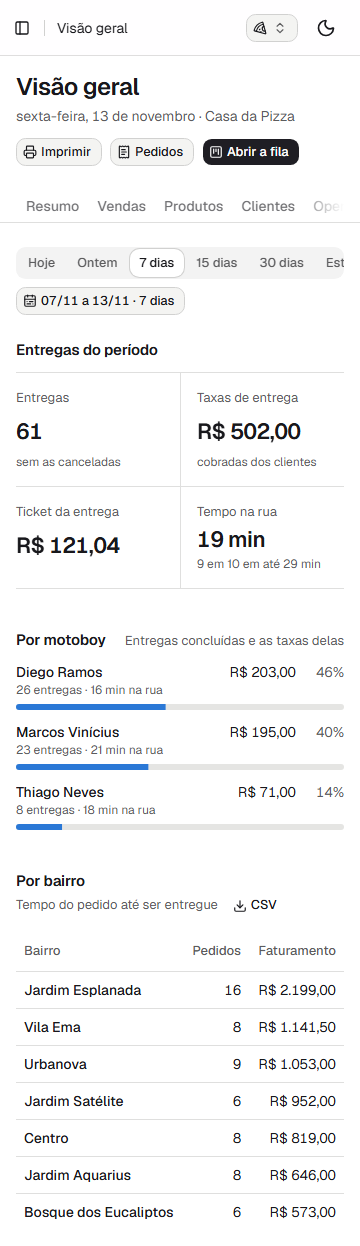 Visão geral
Visão geral
sexta-feira, 13 de novembro · Casa da Pizza
Imprimir Pedidos Abrir a fila
Resumo Vendas Produtos Clientes Ope
Hoje Ontem 7 dias 15 dias 30 dias Est
07/11 a 13/11 · 7 dias
Entregas do período
Entregas Taxas de entrega
61 R$ 502,00
sem as canceladas cobradas dos clientes
Ticket da entrega Tempo na rua
R$ 121,04 19 min
9 em 10 em até 29 min
Por motoboy Entregas concluídas e as taxas delas
Diego Ramos R$ 203,00 46%
26 entregas · 16 min na rua
Marcos Vinícius R$ 195,00 40%
23 entregas · 21 min na rua
Thiago Neves R$ 71,00 14%
8 entregas · 18 min na rua
Por bairro
Tempo do pedido até ser entregue CSV
Bairro Pedidos Faturamento
Jardim Esplanada 16 R$ 2.199,00
Vila Ema 8 R$ 1.141,50
Urbanova 9 R$ 1.053,00
Jardim Satélite 6 R$ 952,00
Centro 8 R$ 819,00
Jardim Aquarius 8 R$ 646,00
Bosque dos Eucaliptos 6 R$ 573,00